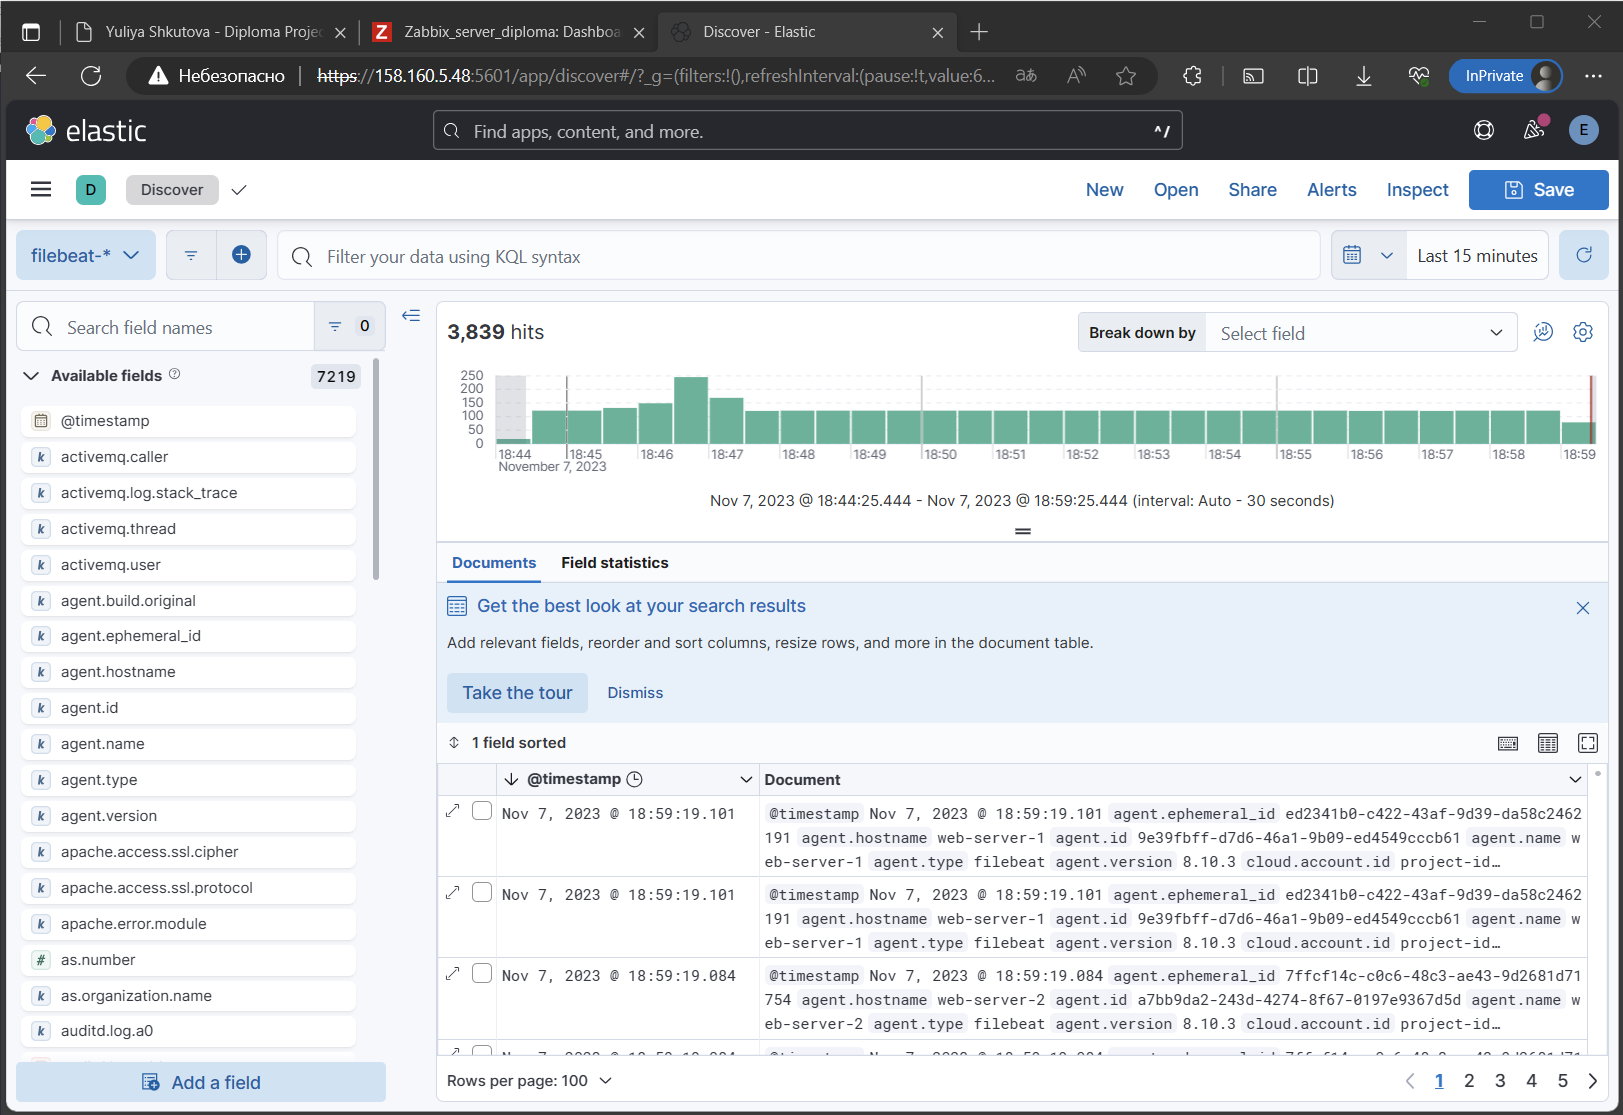 Yuliya Shkutova - Diploma Projec
Zabbix_server_diploma: Dashboa
Discover - Elastic
Небезопасно
https://158.160.5.48:5601/app/discover#/?_g=(filters:!(),refreshInterval:(pause:!t,value:6...
InPrivate
elastic
Find apps, content, and more.
^/
E
D
Discover
New
Open
Share
Alerts
Inspect
Save
filebeat-*
Filter your data using KQL syntax
Last 15 minutes
Search field names
0
Available fields
7219
@timestamp
k activemq.caller
k activemq.log.stack_trace
k activemq.thread
k activemq.user
k agent.build.original
k agent.ephemeral_id
k agent.hostname
k agent.id
k agent.name
k agent.type
k agent.version
k apache.access.ssl.cipher
k apache.access.ssl.protocol
k apache.error.module
# as.number
k as.organization.name
k auditd.log.a0
Add a field
3,839 hits
Break down by
Select field
250
200
150
100
50
0
18:44 18:45 18:46 18:47 18:48 18:49 18:50 18:51 18:52 18:53 18:54 18:55 18:56 18:57 18:58 18:59
November 7, 2023
Nov 7, 2023 @ 18:44:25.444 - Nov 7, 2023 @ 18:59:25.444 (interval: Auto - 30 seconds)
Documents
Field statistics
Get the best look at your search results
Add relevant fields, reorder and sort columns, resize rows, and more in the document table.
Take the tour
Dismiss
1 field sorted
@timestamp
Document
Nov 7, 2023 @ 18:59:19.101
@timestamp Nov 7, 2023 @ 18:59:19.101 agent.ephemeral_id ed2341b0-c422-43af-9d39-da58c2462
191 agent.hostname web-server-1 agent.id 9e39fbff-d7d6-46a1-9b09-ed4549cccb61 agent.name w
eb-server-1 agent.type filebeat agent.version 8.10.3 cloud.account.id project-id…
Nov 7, 2023 @ 18:59:19.101
@timestamp Nov 7, 2023 @ 18:59:19.101 agent.ephemeral_id ed2341b0-c422-43af-9d39-da58c2462
191 agent.hostname web-server-1 agent.id 9e39fbff-d7d6-46a1-9b09-ed4549cccb61 agent.name w
eb-server-1 agent.type filebeat agent.version 8.10.3 cloud.account.id project-id…
Nov 7, 2023 @ 18:59:19.084
@timestamp Nov 7, 2023 @ 18:59:19.084 agent.ephemeral_id 7ffcf14c-c0c6-48c3-ae43-9d2681d71
754 agent.hostname web-server-2 agent.id a7bb9da2-243d-4274-8f67-0197e9367d5d agent.name w
eb-server-2 agent.type filebeat agent.version 8.10.3 cloud.account.id project-id…
Rows per page: 100
1 2 3 4 5